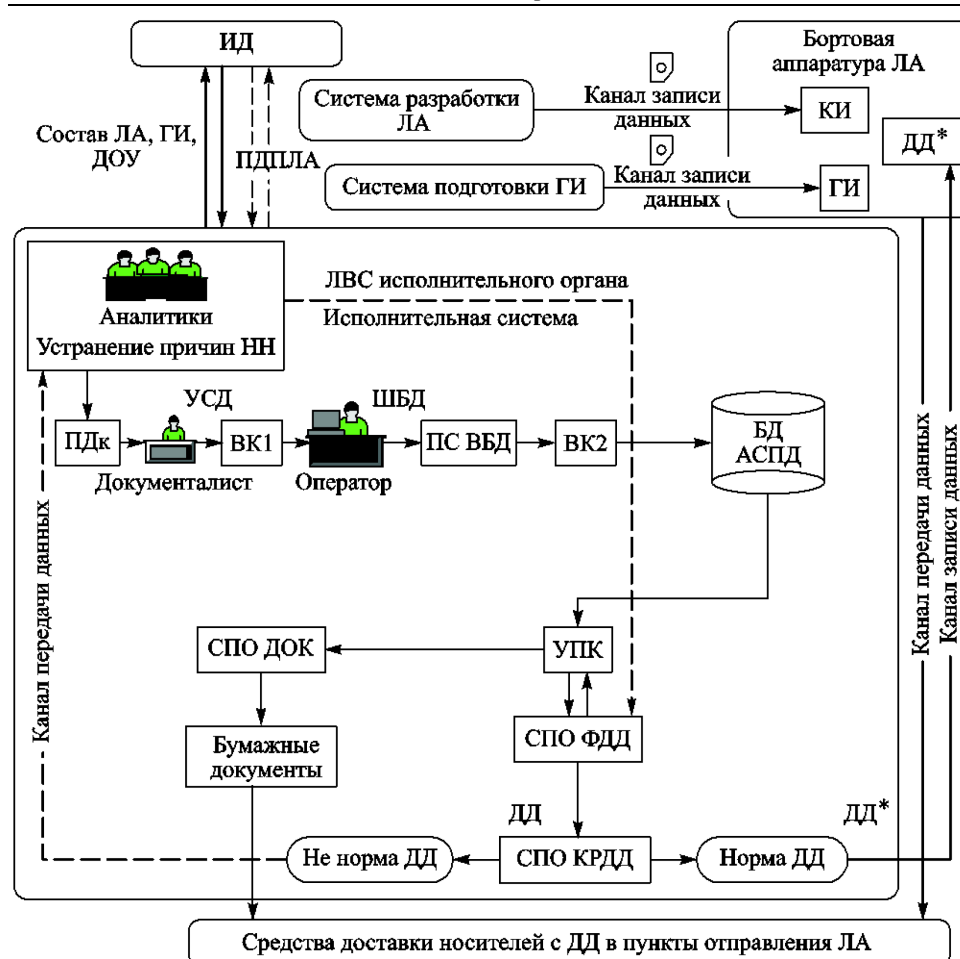 ИД
Бортовая
аппаратура ЛА
Система разработки
ЛА
Канал записи
данных
КИ
ДД*
Состав ЛА, ГИ,
ДОУ
ПДПЛА
Система подготовки ГИ
Канал записи
данных
ГИ
ЛВС исполнительного органа
Исполнительная система
Аналитики
Устранение причин НН
УСД
ШБД
ПДк
ВК1
ПС ВБД
ВК2
БД
АСПД
Документалист
Оператор
Канал передачи данных
Канал передачи данных
Канал записи данных
СПО ДОК
УПК
Бумажные
документы
СПО ФДД
ДД
ДД*
Не норма ДД
СПО КРДД
Норма ДД
Средства доставки носителей с ДД в пункты отправления ЛА